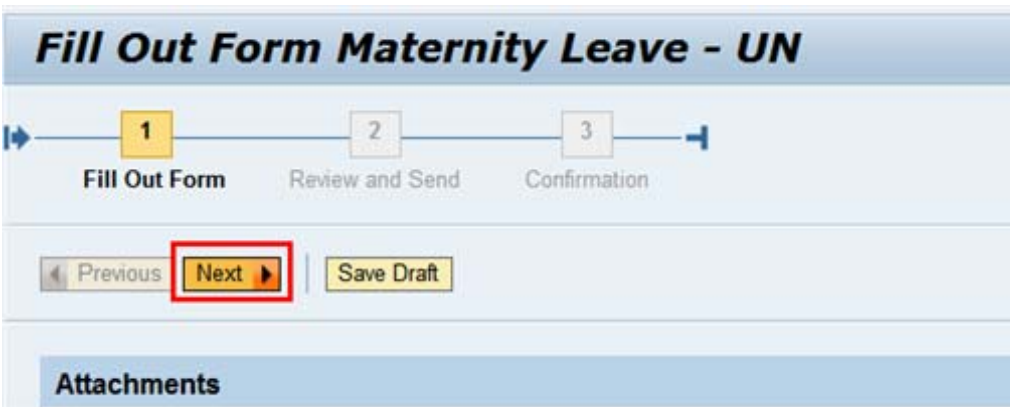 Fill Out Form Maternity Leave - UN
1 2 3
Fill Out Form Review and Send Confirmation
Previous Next Save Draft
Attachments